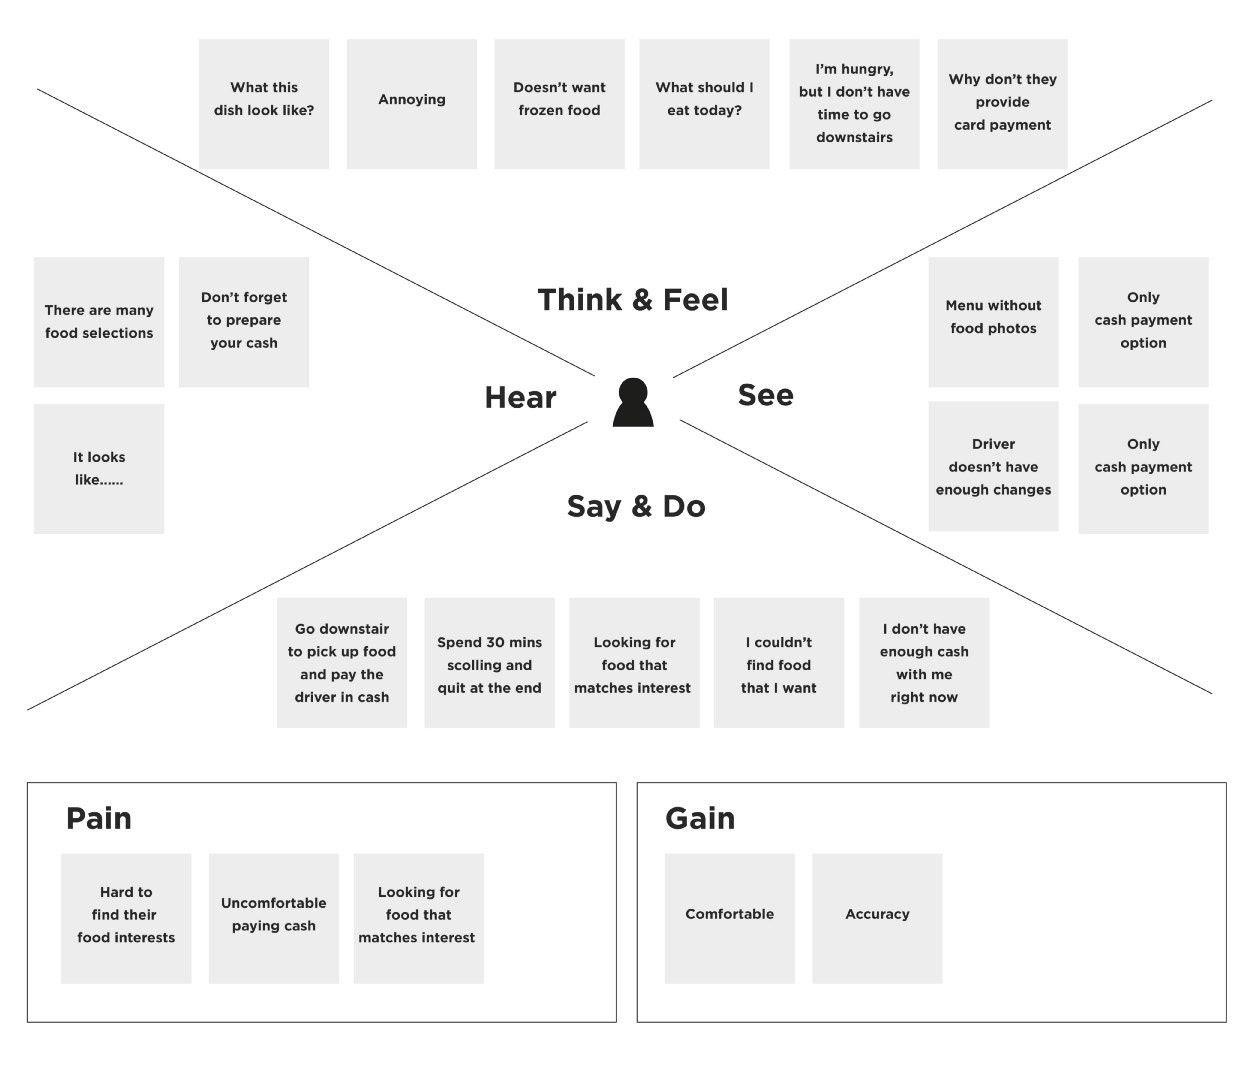 What this
dish look like?
Annoying
Doesn’t want
frozen food
What should I
eat today?
I’m hungry,
but I don’t have
time to go
downstairs
Why don’t they
provide
card payment
Think & Feel
There are many
food selections
Don’t forget
to prepare
your cash
It looks
like......
Hear
See
Menu without
food photos
Only
cash payment
option
Driver
doesn’t have
enough changes
Only
cash payment
option
Say & Do
Go downstair
to pick up food
and pay the
driver in cash
Spend 30 mins
scolling and
quit at the end
Looking for
food that
matches interest
I couldn’t
find food
that I want
I don’t have
enough cash
with me
right now
Pain
Hard to
find their
food interests
Uncomfortable
paying cash
Looking for
food that
matches interest
Gain
Comfortable
Accuracy